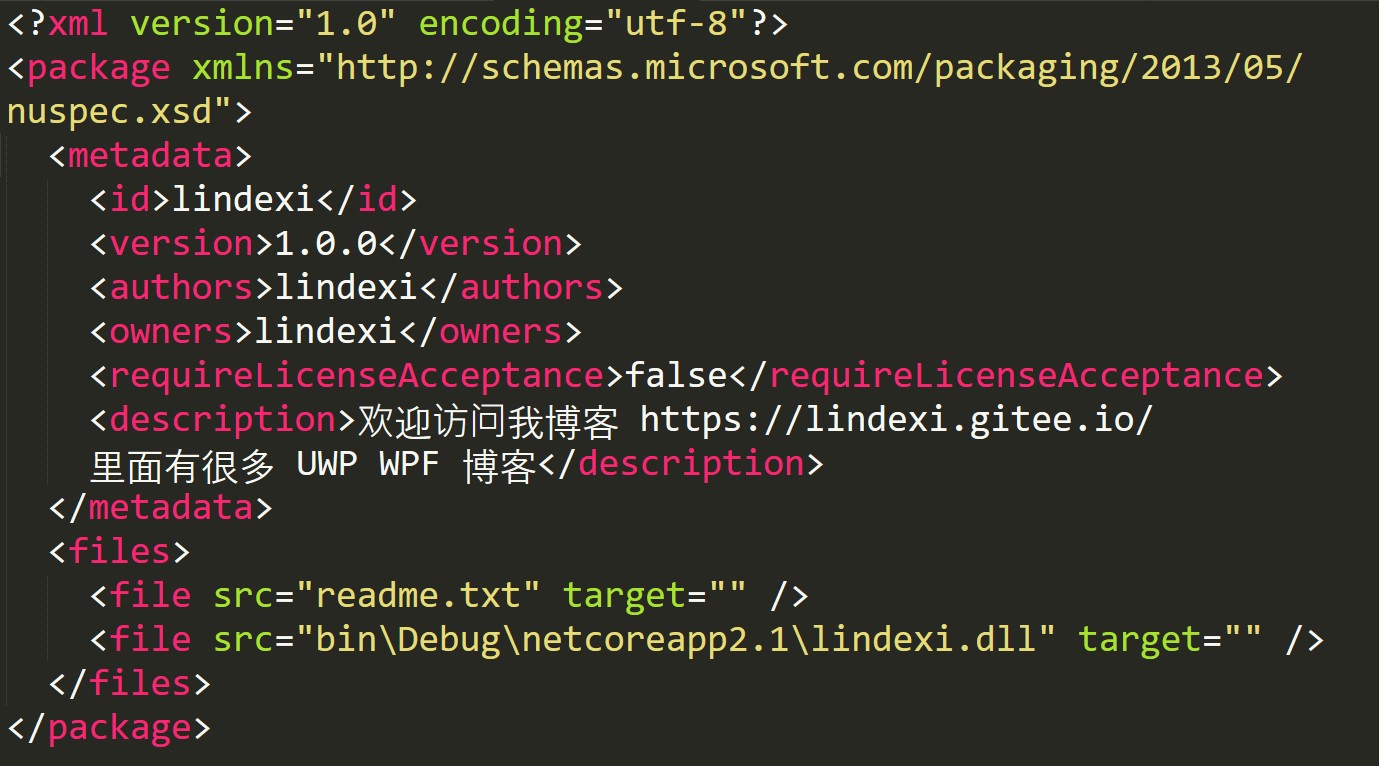 <?xml version="1.0" encoding="utf-8"?>
<package xmlns="http://schemas.microsoft.com/packaging/2013/05/
nuspec.xsd">
  <metadata>
    <id>lindexi</id>
    <version>1.0.0</version>
    <authors>lindexi</authors>
    <owners>lindexi</owners>
    <requireLicenseAcceptance>false</requireLicenseAcceptance>
    <description>欢迎访问我博客 https://lindexi.gitee.io/
    里面有很多 UWP WPF 博客</description>
  </metadata>
  <files>
    <file src="readme.txt" target="" />
    <file src="bin\Debug\netcoreapp2.1\lindexi.dll" target="" />
  </files>
</package>